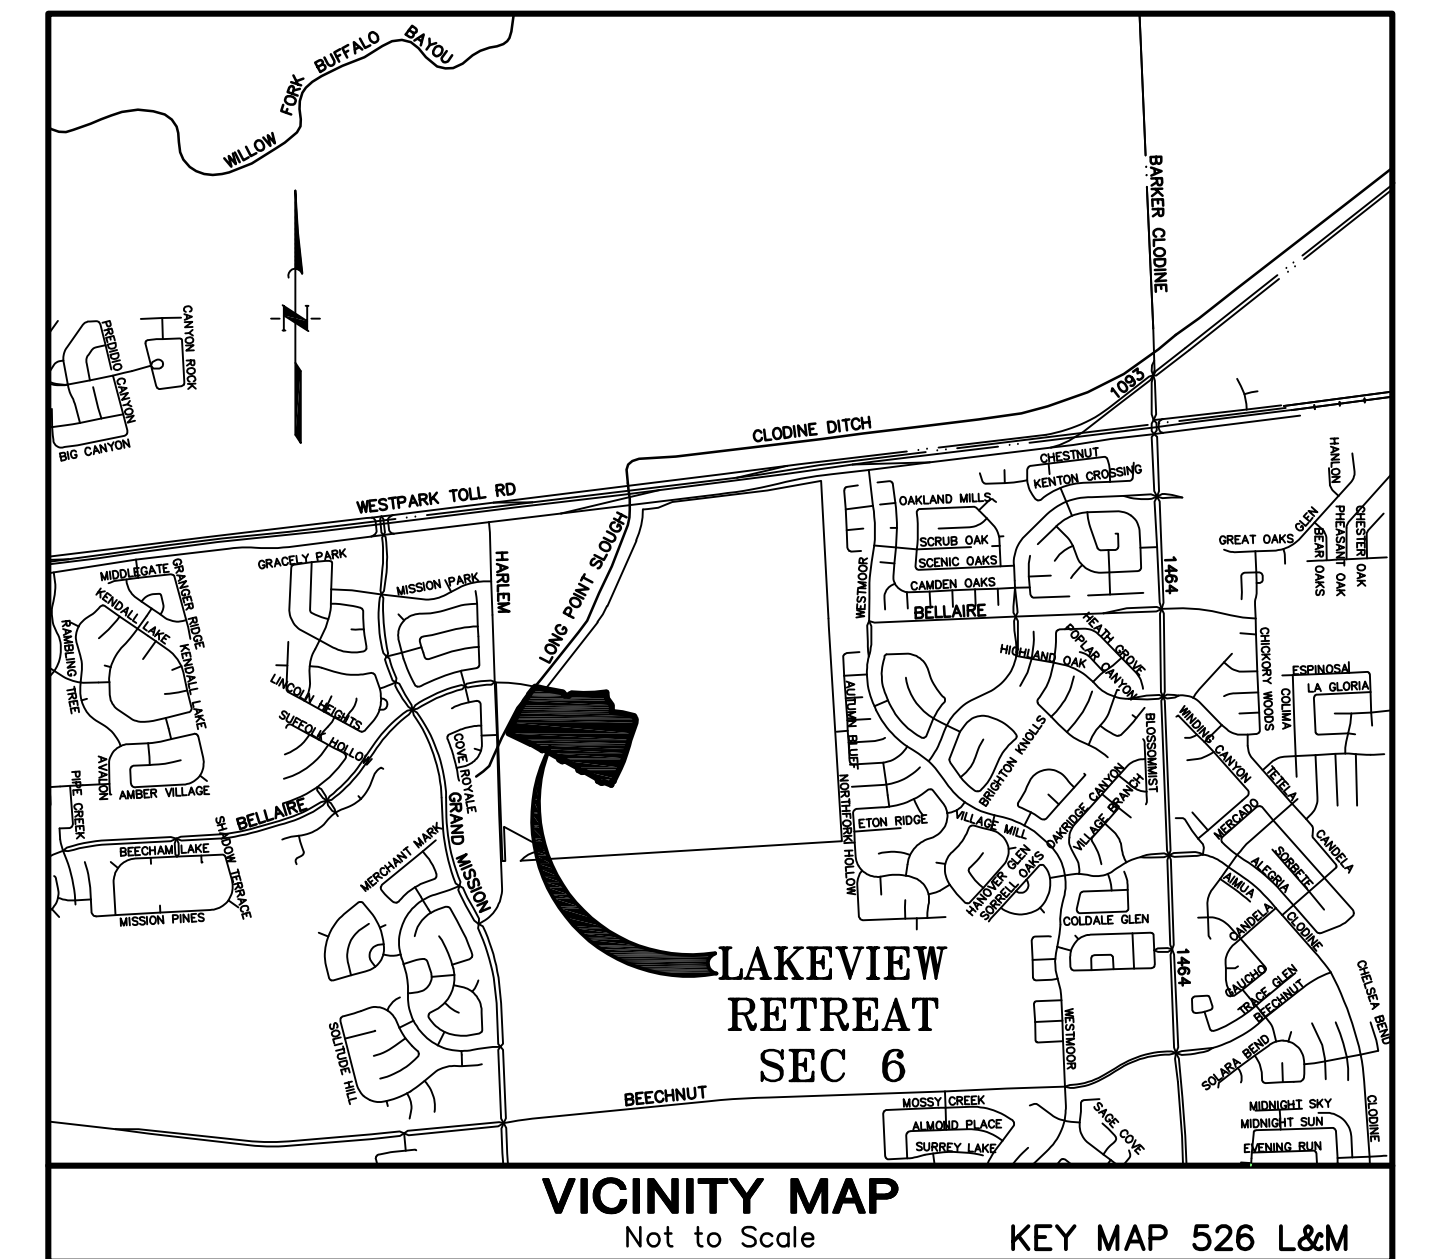 WILLOW FORK BUFFALO BAYOU
BARKER CLODINE
CANYON ROCK
PREDIDIO CANYON
BIG CANYON
N
1093
CLODINE DITCH
WESTPARK TOLL RD
CHESTNUT
KENTON CROSSING
HANLON
OAKLAND MILLS
GREAT OAKS GLEN
BEAR OAKS
PHEASANT OAK
CHESTER OAK
SCRUB OAK
SCENIC OAKS
CAMDEN OAKS
WESTMOOR
BELLAIRE
1464
LONG POINT SLOUGH
HARLEM
GRACELY PARK
MISSION PARK
MIDDLEGATE
GRANGER RIDGE
KENDALL LAKE
KENDALL LAKE
RAMBLING TREE
LINCOLN HEIGHTS
SUFFOLK HOLLOW
HEATH GROVE
POPLAR CANYON
HIGHLAND OAK
CHICKORY WOODS
ESPINOSA
LA GLORIA
COLIMA
AUTUMN BLUFF
BRIGHTON KNOLLS
BLOSSOMMIST
WINDING CANYON
COVE ROYALE
AVALON
PIPE CREEK
AMBER VILLAGE
BELLAIRE
GRAND MISSION
NORTHFORK HOLLOW
OAKRIDGE CANYON
VILLAGE BRANCH
TETELA
MERCADO
CANDELA
ETON RIDGE
VILLAGE MILL
BEECHAM LAKE
SHADOW TERRACE
MERCHANT MARK
HANOVER GLEN
SORRELL OAKS
SORBETE
ALEGRIA
AIMUA
CANDELA
CLODINE
MISSION PINES
COLDALE GLEN
1464
LAKEVIEW
RETREAT
SEC 6
GAUCHO
TRACE GLEN
BEECHNUT
CHELSEA BEND
SOLITUDE HILL
WESTMOOR
SOLARA BEND
BEECHNUT
MOSSY CREEK
ALMOND PLACE
SURREY LAKE
SAGE COVE
MIDNIGHT SKY
MIDNIGHT SUN
EVENING RUN
CLODINE
VICINITY MAP
Not to Scale
KEY MAP 526 L&M